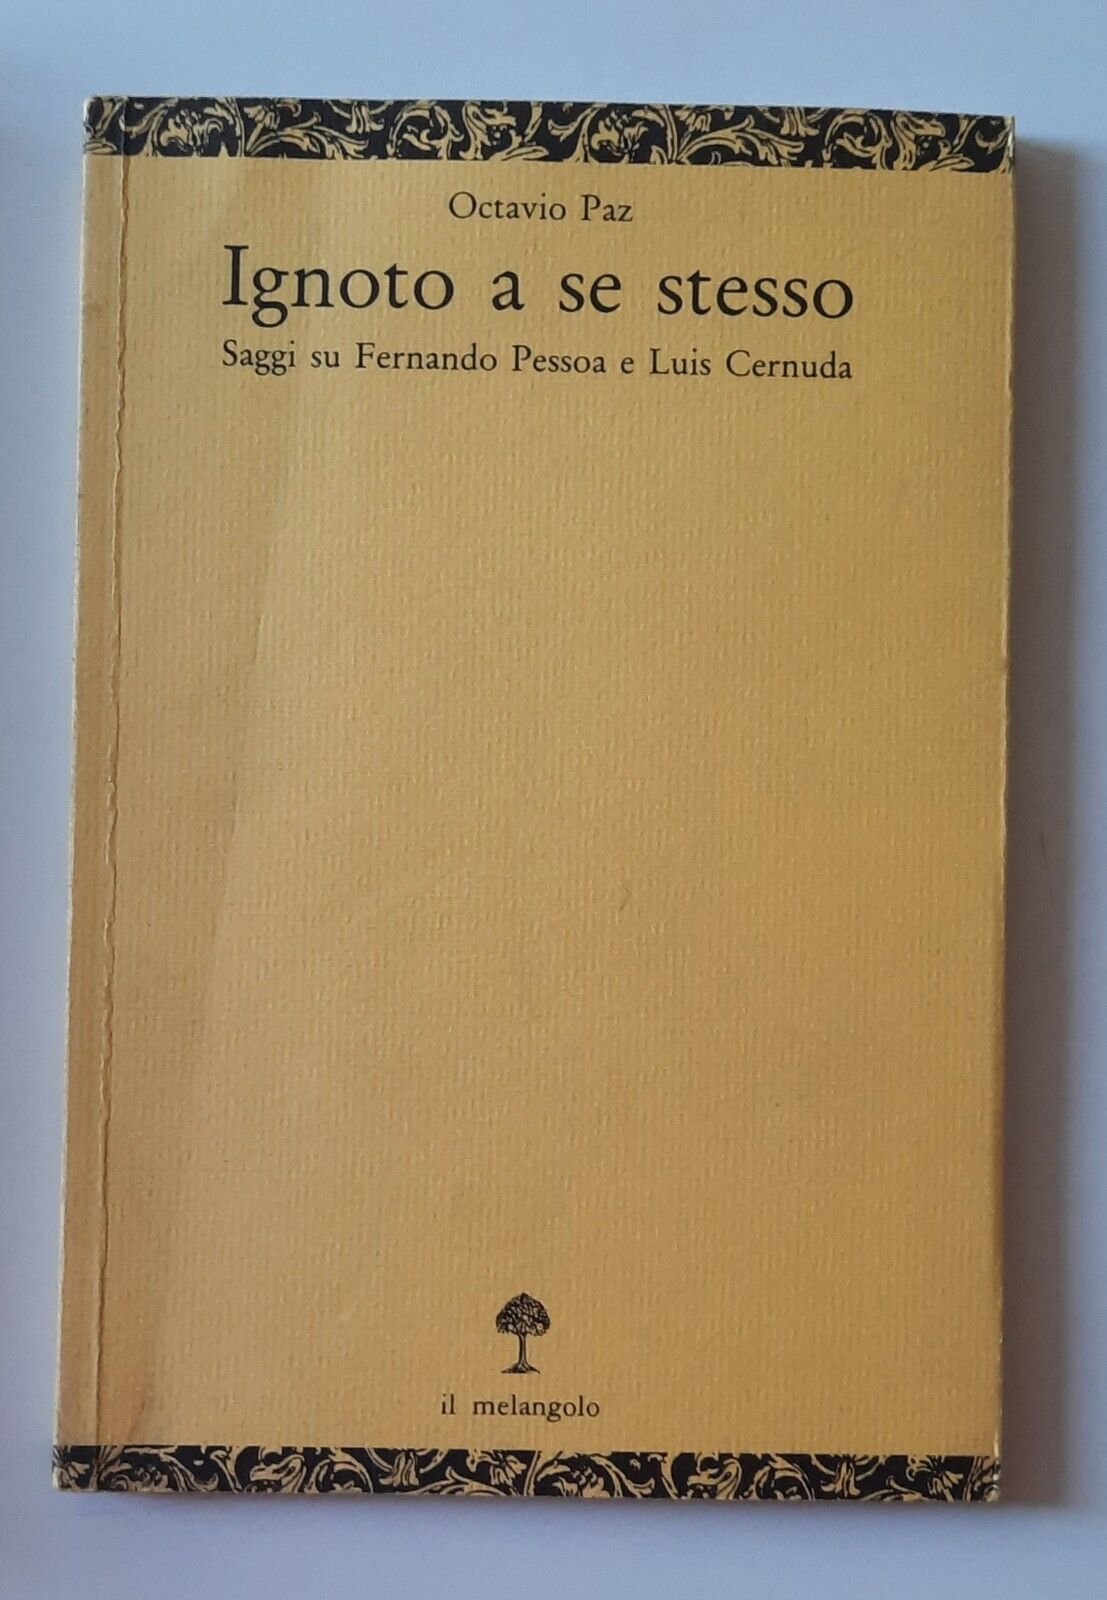 Octavio Paz
Ignoto a se stesso
Saggi su Fernando Pessoa e Luis Cernuda
il melangolo